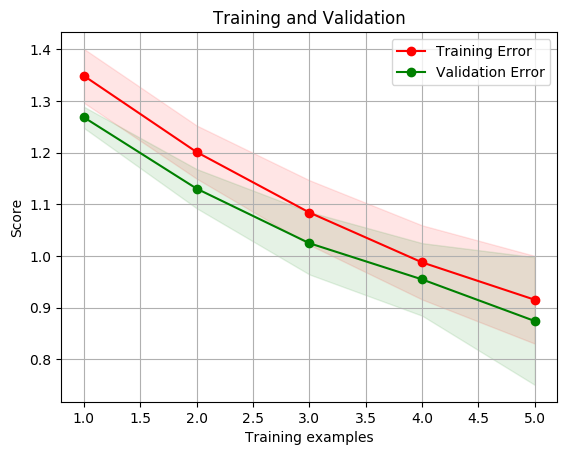 Training and Validation
Training Error
Validation Error
1.4
1.3
1.2
1.1
1.0
0.9
0.8
Score
1.0 1.5 2.0 2.5 3.0 3.5 4.0 4.5 5.0
Training examples